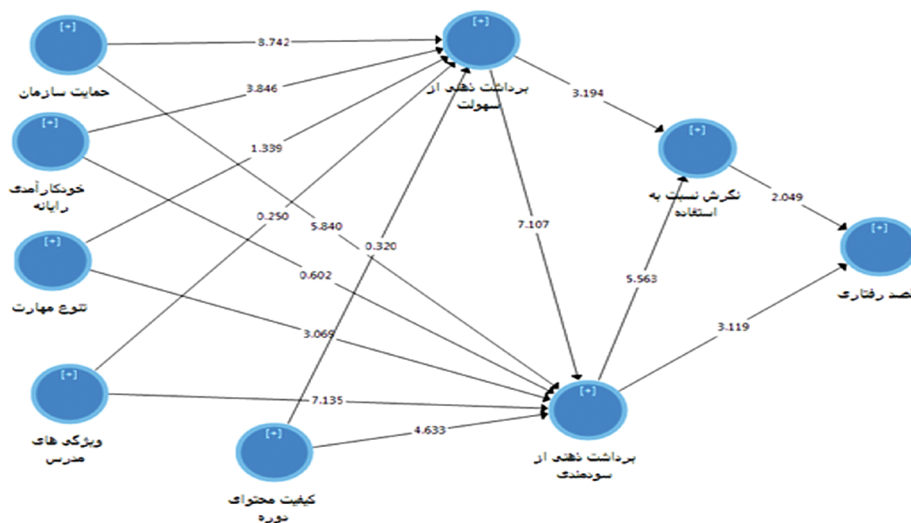 [+]
8.742
[+]
حمایت سازمان
3.846
برداشت ذهنی از
سهولت
3.194
[+]
خودکارآمدی
رایانه
1.339
[+]
نگرش نسبت به
استفاده
2.049
0.250
5.840
0.320
7.107
[+]
تنوع مهارت
0.602
5.563
[+]
قصد رفتاری
3.069
3.119
[+]
ویژگی های
مدرس
7.135
4.633
[+]
برداشت ذهنی از
سودمندی
[+]
کیفیت محتوای
دوره